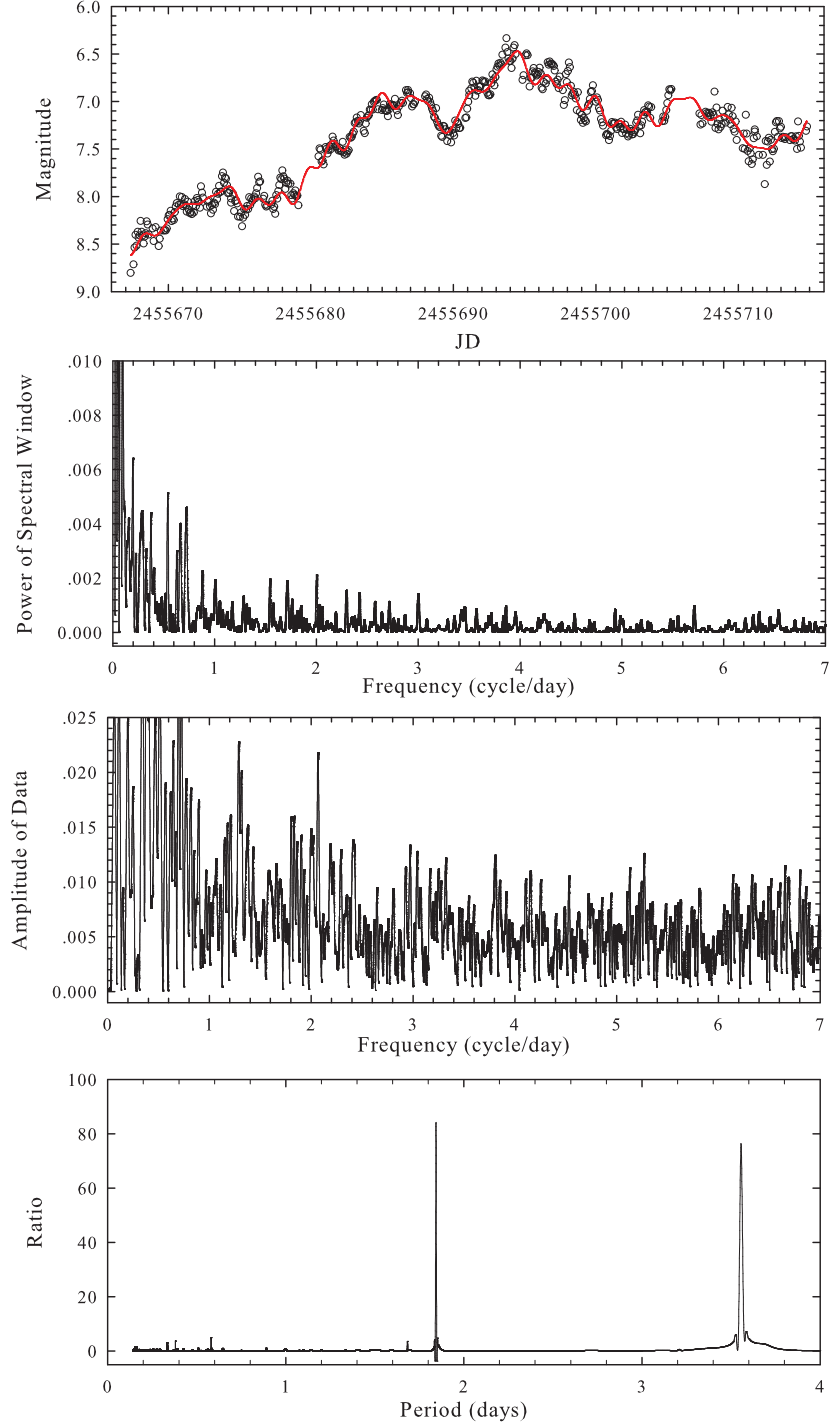 6.0
6.5
7.0
7.5
8.0
8.5
9.0
Magnitude
2455670 2455680 2455690 2455700 2455710
JD
.010
.008
.006
.004
.002
0.000
Power of Spectral Window
0 1 2 3 4 5 6 7
Frequency (cycle/day)
.025
.020
.015
.010
.005
0.000
Amplitude of Data
0 1 2 3 4 5 6 7
Frequency (cycle/day)
100
80
60
40
20
0
Ratio
0 1 2 3 4
Period (days)